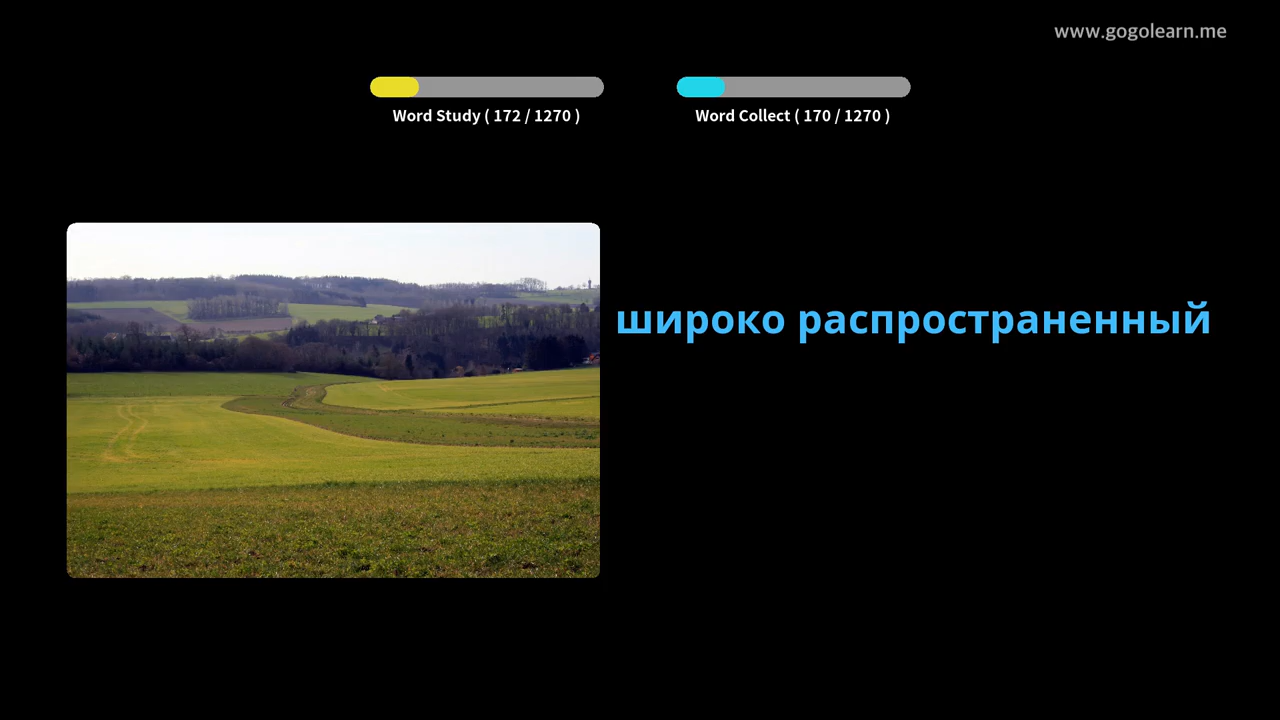 www.gogolearn.me
Word Study ( 172 / 1270 )
Word Collect ( 170 / 1270 )
широко распространенный